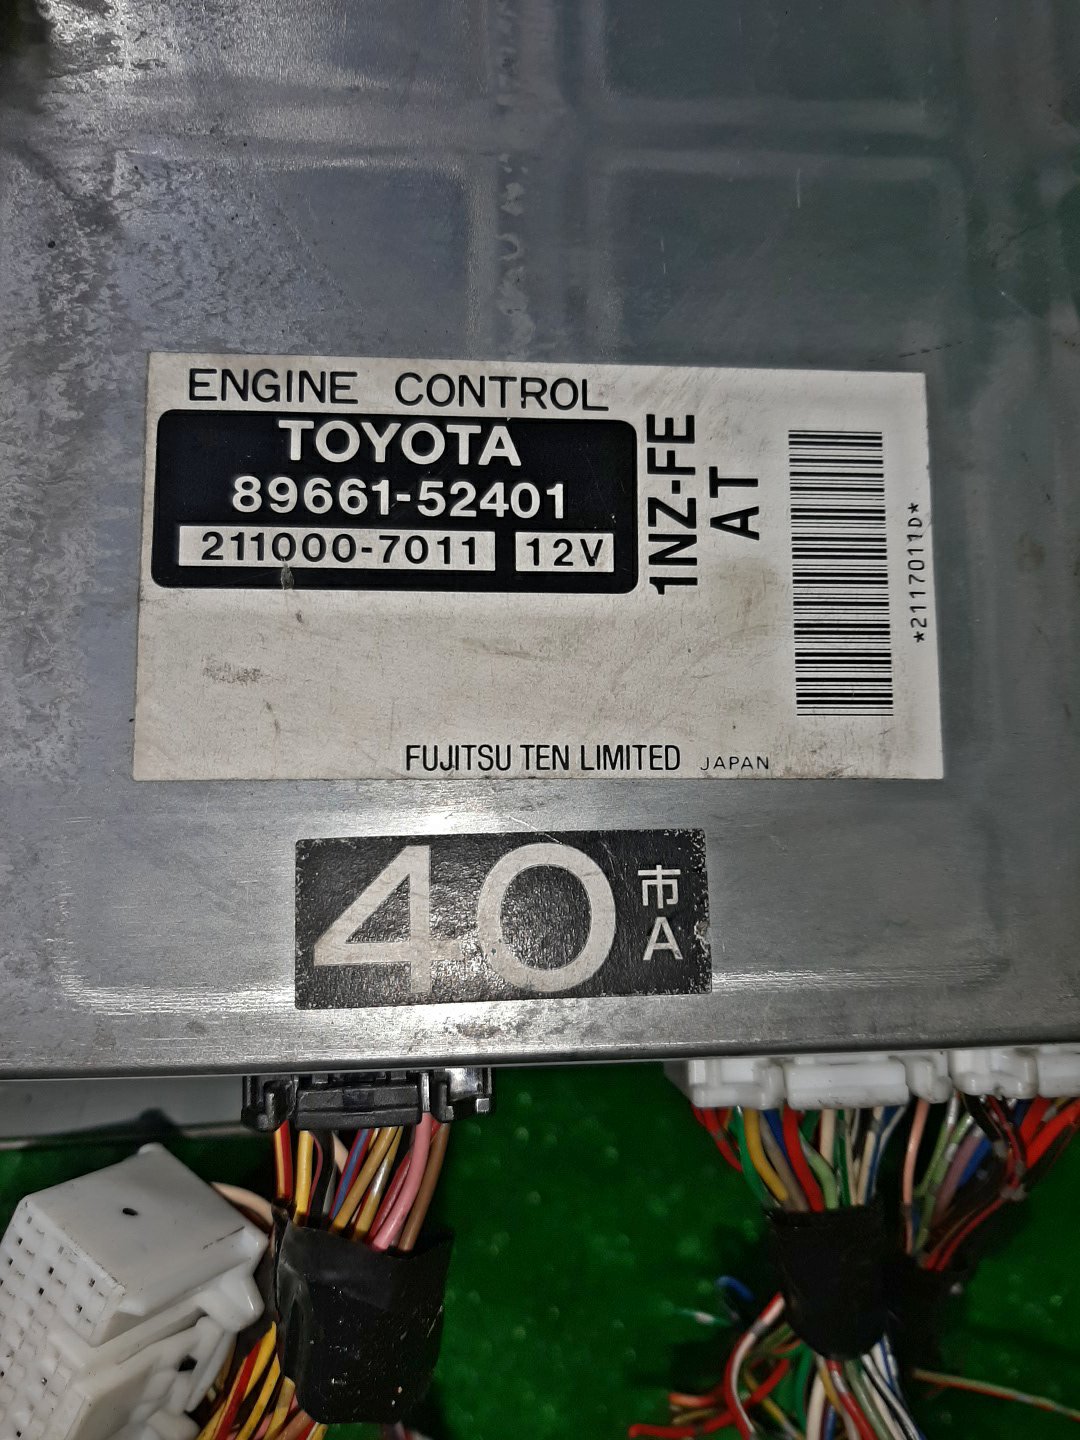 ENGINE CONTROL
TOYOTA
89661-52401
211000-7011 12V
1NZ-FE
AT
*2117011D*
FUJITSU TEN LIMITED JAPAN
40 市
A